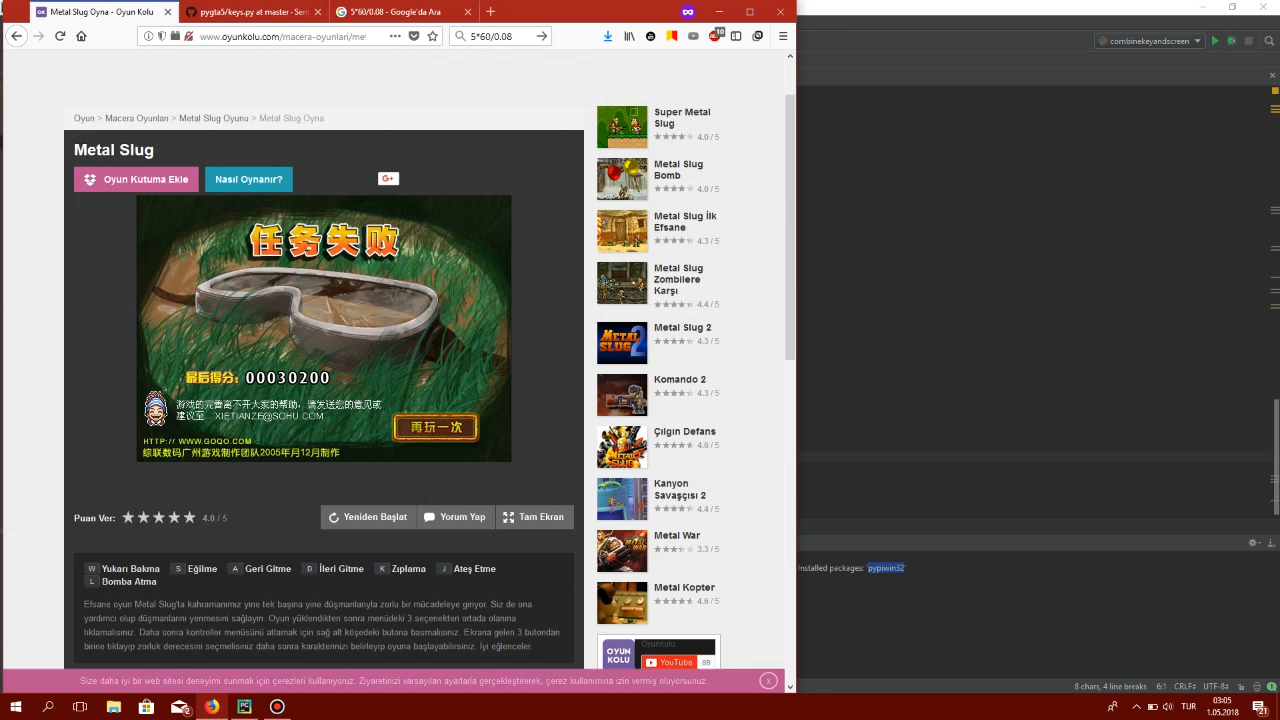 Metal Slug Oyna - Oyun Kolu
pygta5/keys.py at master · Sent
5*60/0.08 - Google'da Ara
www.oyunkolu.com/macera-oyunlari/met
5*60/0.08
10
combinekeyandscreen
Oyun > Macera Oyunları > Metal Slug Oyunu > Metal Slug Oyna
Metal Slug
Oyun Kutuma Ekle
Nasıl Oynanır?
G+
任务失败
最后得分: 00030200
游戏的完善离不开大家的帮助，请发送您的意见或
建议至 XIETIANZE@SOHU.COM
再玩一次
HTTP:// WWW.GOQO.COM
综联数码广州游戏制作团队2005年月12月制作
Puan Ver:
4.0 / 5
Yeniden Başlat
Yorum Yap
Tam Ekran
W Yukarı Bakma S Eğilme A Geri Gitme D İleri Gitme K Zıplama J Ateş Etme
L Bomba Atma
Efsane oyun Metal Slug'ta kahramanımız yine tek başına yine düşmanlarıyla zorlu bir mücadeleye giriyor. Siz de ona
yardımcı olup düşmanlarını yenmesini sağlayın. Oyun yüklendikten sonra menüdeki 3 seçenekten ortada olanına
tıklamalısınız. Daha sonra kontroller menüsünü atlamak için sağ alt köşedeki butona basmalısınız. Ekrana gelen 3 butondan
birine tıklayıp zorluk derecesini seçmelisiniz daha sonra karakterinizi belirleyip oyuna başlayabilirsiniz. İyi eğlenceler.
Super Metal
Slug
4.0 / 5
Metal Slug
Bomb
4.0 / 5
Metal Slug İlk
Efsane
4.3 / 5
Metal Slug
Zombilere
Karşı
4.4 / 5
METAL
SLUG 2
Metal Slug 2
4.3 / 5
Komando 2
4.3 / 5
Çılgın Defans
4.6 / 5
Kanyon
Savaşçısı 2
4.4 / 5
Metal War
3.3 / 5
Metal Kopter
4.6 / 5
OYUN
KOLU
Oyunkolu
YouTube
8B
Size daha iyi bir web sitesi deneyimi sunmak için çerezleri kullanıyoruz. Ziyaretinizi varsayılan ayarlarla gerçekleştirerek, çerez kullanımına izin vermiş oluyorsunuz.
X
Installed packages: 'pypiwin32'
8 chars, 4 line breaks 6:1 CRLF÷ UTF-8÷
2
TUR
03:05
1.05.2018
21